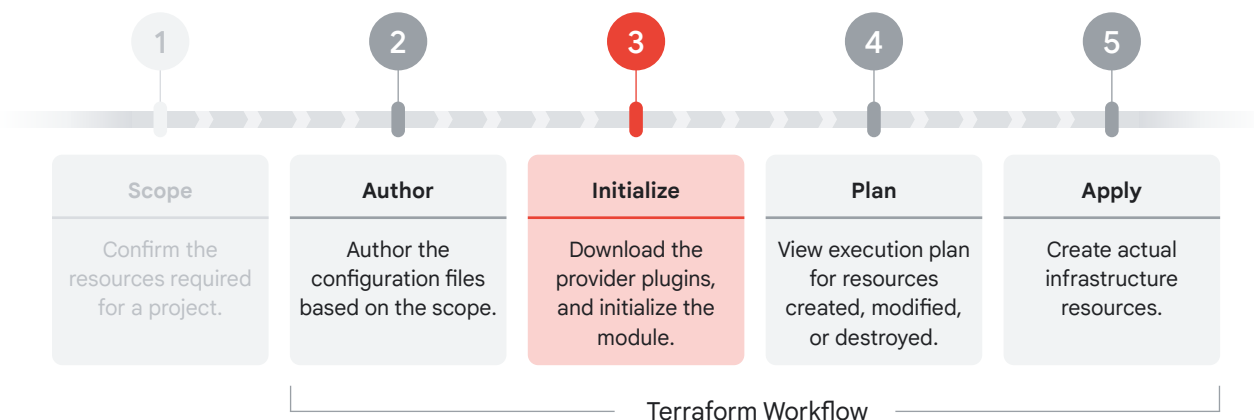 1
2
3
4
5
Scope
Confirm the
resources required
for a project.
Author
Author the
configuration files
based on the scope.
Initialize
Download the
provider plugins,
and initialize the
module.
Plan
View execution plan
for resources
created, modified,
or destroyed.
Apply
Create actual
infrastructure
resources.
Terraform Workflow